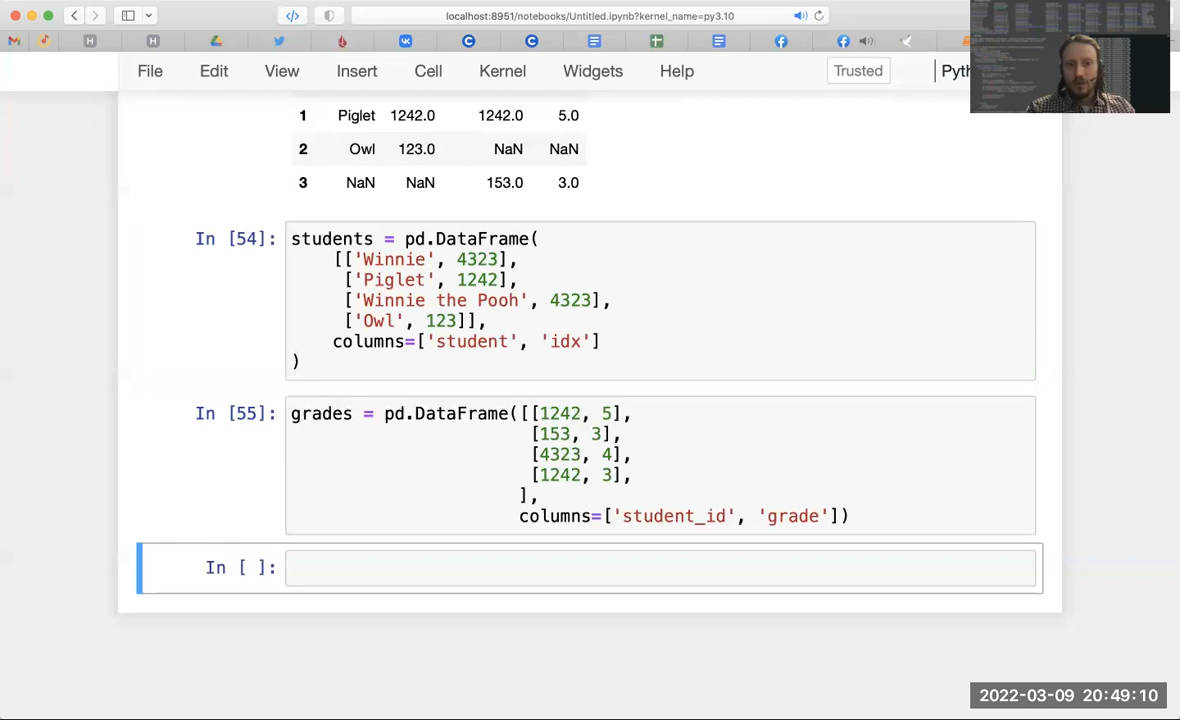 localhost:8951/notebooks/Untitled.ipynb?kernel_name=py3.10
File Edit View Insert Cell Kernel Widgets Help Trusted
1 Piglet 1242.0 1242.0 5.0
2 Owl 123.0 NaN NaN
3 NaN NaN 153.0 3.0
In [54]: students = pd.DataFrame(
[['Winnie', 4323],
['Piglet', 1242],
['Winnie the Pooh', 4323],
['Owl', 123]],
columns=['student', 'idx']
)
In [55]: grades = pd.DataFrame([[1242, 5],
[153, 3],
[4323, 4],
[1242, 3],
],
columns=['student_id', 'grade'])
In [ ]:
2022-03-09 20:49:10